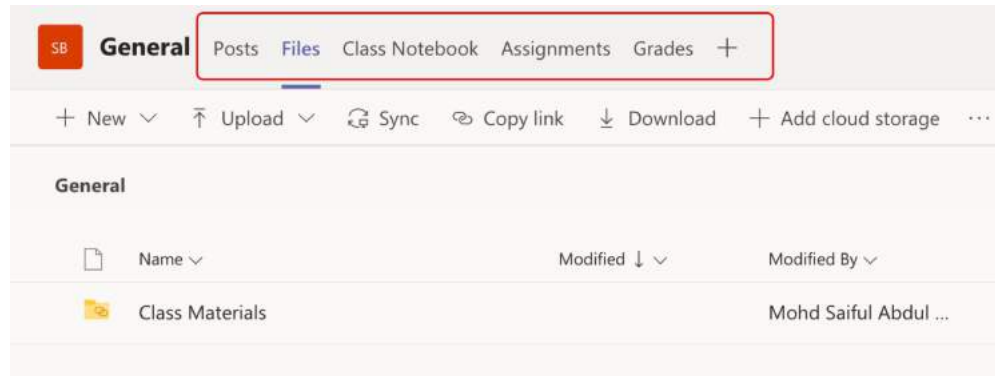 SB General Posts Files Class Notebook Assignments Grades +
+ New Upload Sync Copy link Download + Add cloud storage ...
General
Name Modified ↓ Modified By
Class Materials Mohd Saiful Abdul ...